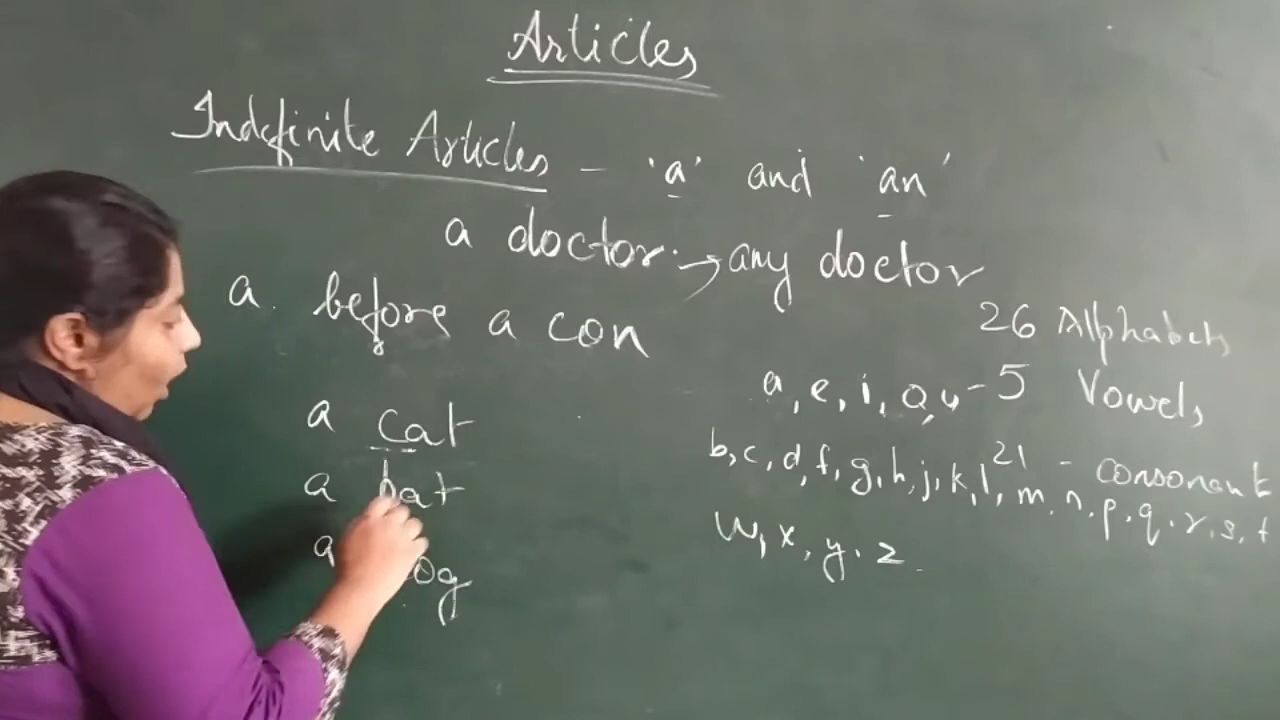 Articles
Indefinite Articles - 'a' and 'an'
a doctor. → any doctor
a. before a con
26 Alphabets
a, e, i, o, u - 5 Vowels
21 - consonant
b, c, d, f, g, h, j, k, l, m, n, p, q, r, s, t
w, x, y, z
a cat
a bat
a